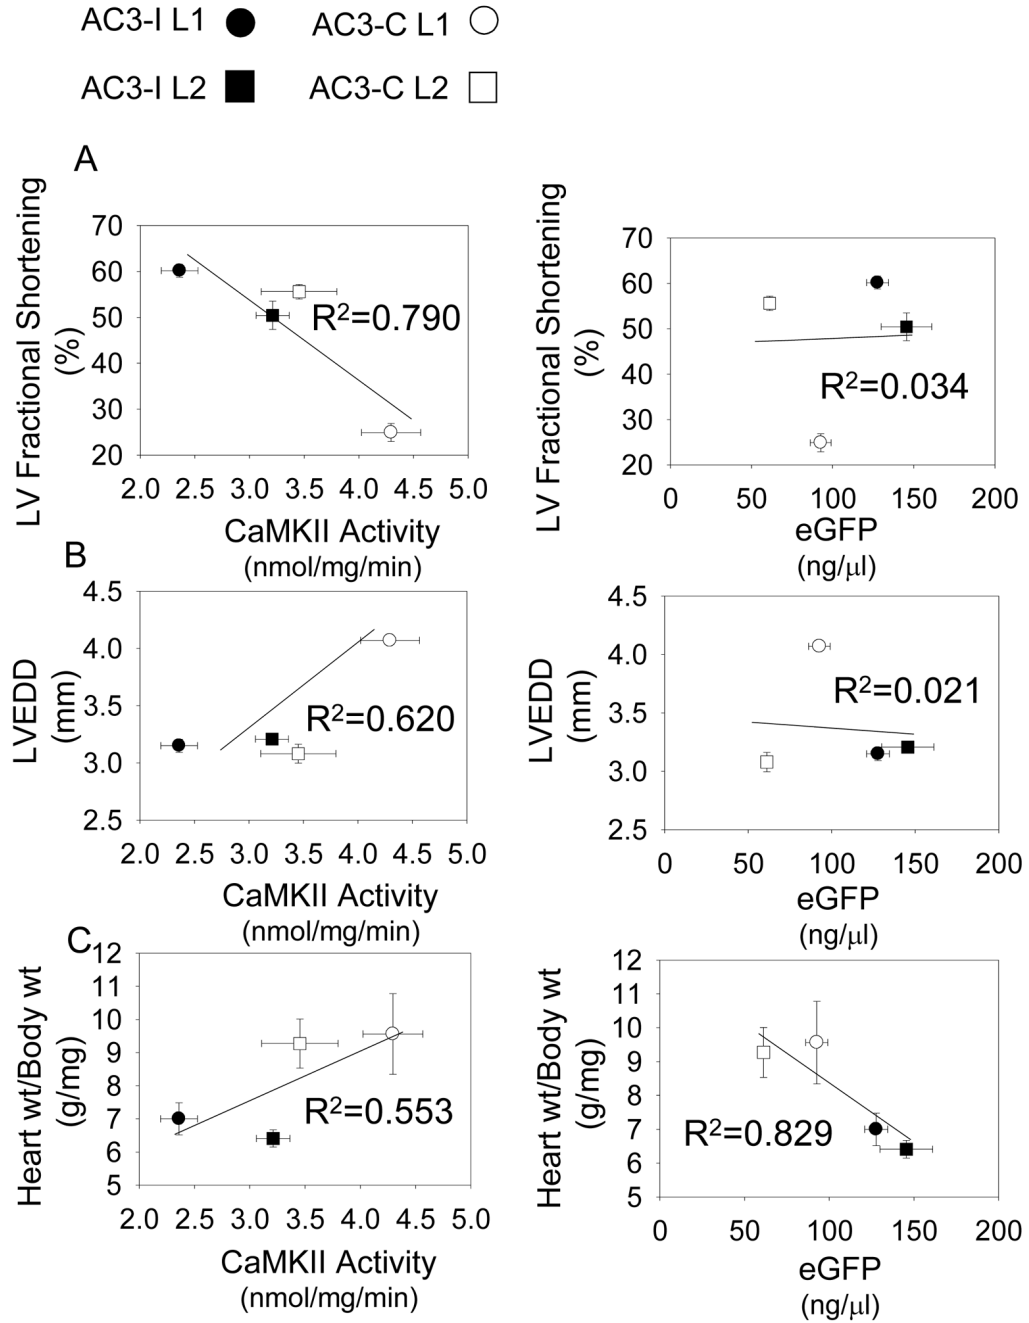 AC3-I L1 AC3-C L1
AC3-I L2 AC3-C L2
A
LV Fractional Shortening
(%)
70
60
50
40
30
20
R²=0.790
2.0 2.5 3.0 3.5 4.0 4.5 5.0
CaMKII Activity
(nmol/mg/min)
LV Fractional Shortening
(%)
70
60
50
40
30
20
R²=0.034
0 50 100 150 200
eGFP
(ng/µl)
B
LVEDD
(mm)
4.5
4.0
3.5
3.0
2.5
R²=0.620
2.0 2.5 3.0 3.5 4.0 4.5 5.0
CaMKII Activity
(nmol/mg/min)
LVEDD
(mm)
4.5
4.0
3.5
3.0
2.5
R²=0.021
0 50 100 150 200
eGFP
(ng/µl)
C
Heart wt/Body wt
(g/mg)
12
11
10
9
8
7
6
5
R²=0.553
2.0 2.5 3.0 3.5 4.0 4.5 5.0
CaMKII Activity
(nmol/mg/min)
Heart wt/Body wt
(g/mg)
12
11
10
9
8
7
6
5
R²=0.829
0 50 100 150 200
eGFP
(ng/µl)